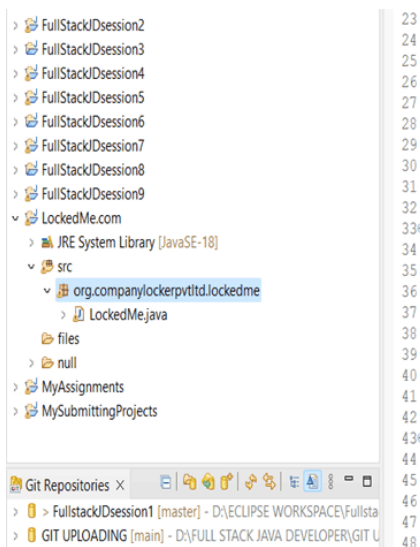 FullStackJDsession2
FullStackJDsession3
FullStackJDsession4
FullStackJDsession5
FullStackJDsession6
FullStackJDsession7
FullStackJDsession8
FullStackJDsession9
LockedMe.com
JRE System Library [JavaSE-18]
src
org.companylockerpvtltd.lockedme
LockedMe.java
files
null
MyAssignments
MySubmittingProjects
Git Repositories
> FullstackJDsession1 [master] - D:\ECLIPSE WORKSPACE\Fullsta
GIT UPLOADING [main] - D:\FULL STACK JAVA DEVELOPER\GIT U
23
24
25
26
27
28
29
30
31
32
33
34
35
36
37
38
39
40
41
42
43
44
45
46
47
48